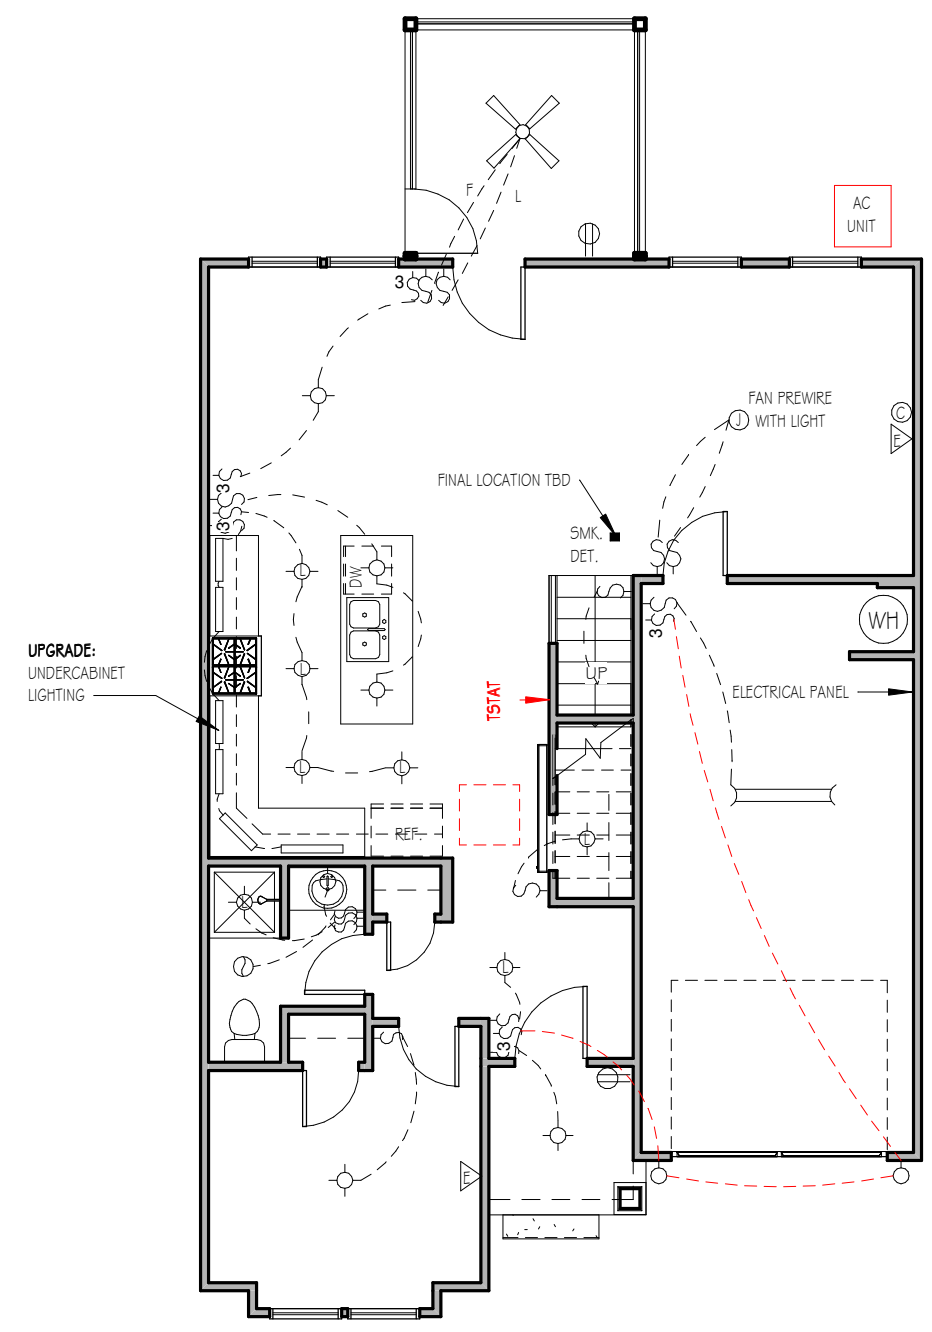 F
L
AC
UNIT
3
FAN PREWIRE
WITH LIGHT
J
C
E
FINAL LOCATION TBD
3
3
SMK.
DET.
DW
L
3
WH
UPGRADE:
UNDERCABINET
LIGHTING
L
UP
TSTAT
ELECTRICAL PANEL
L
L
REF.
L
L
3
E